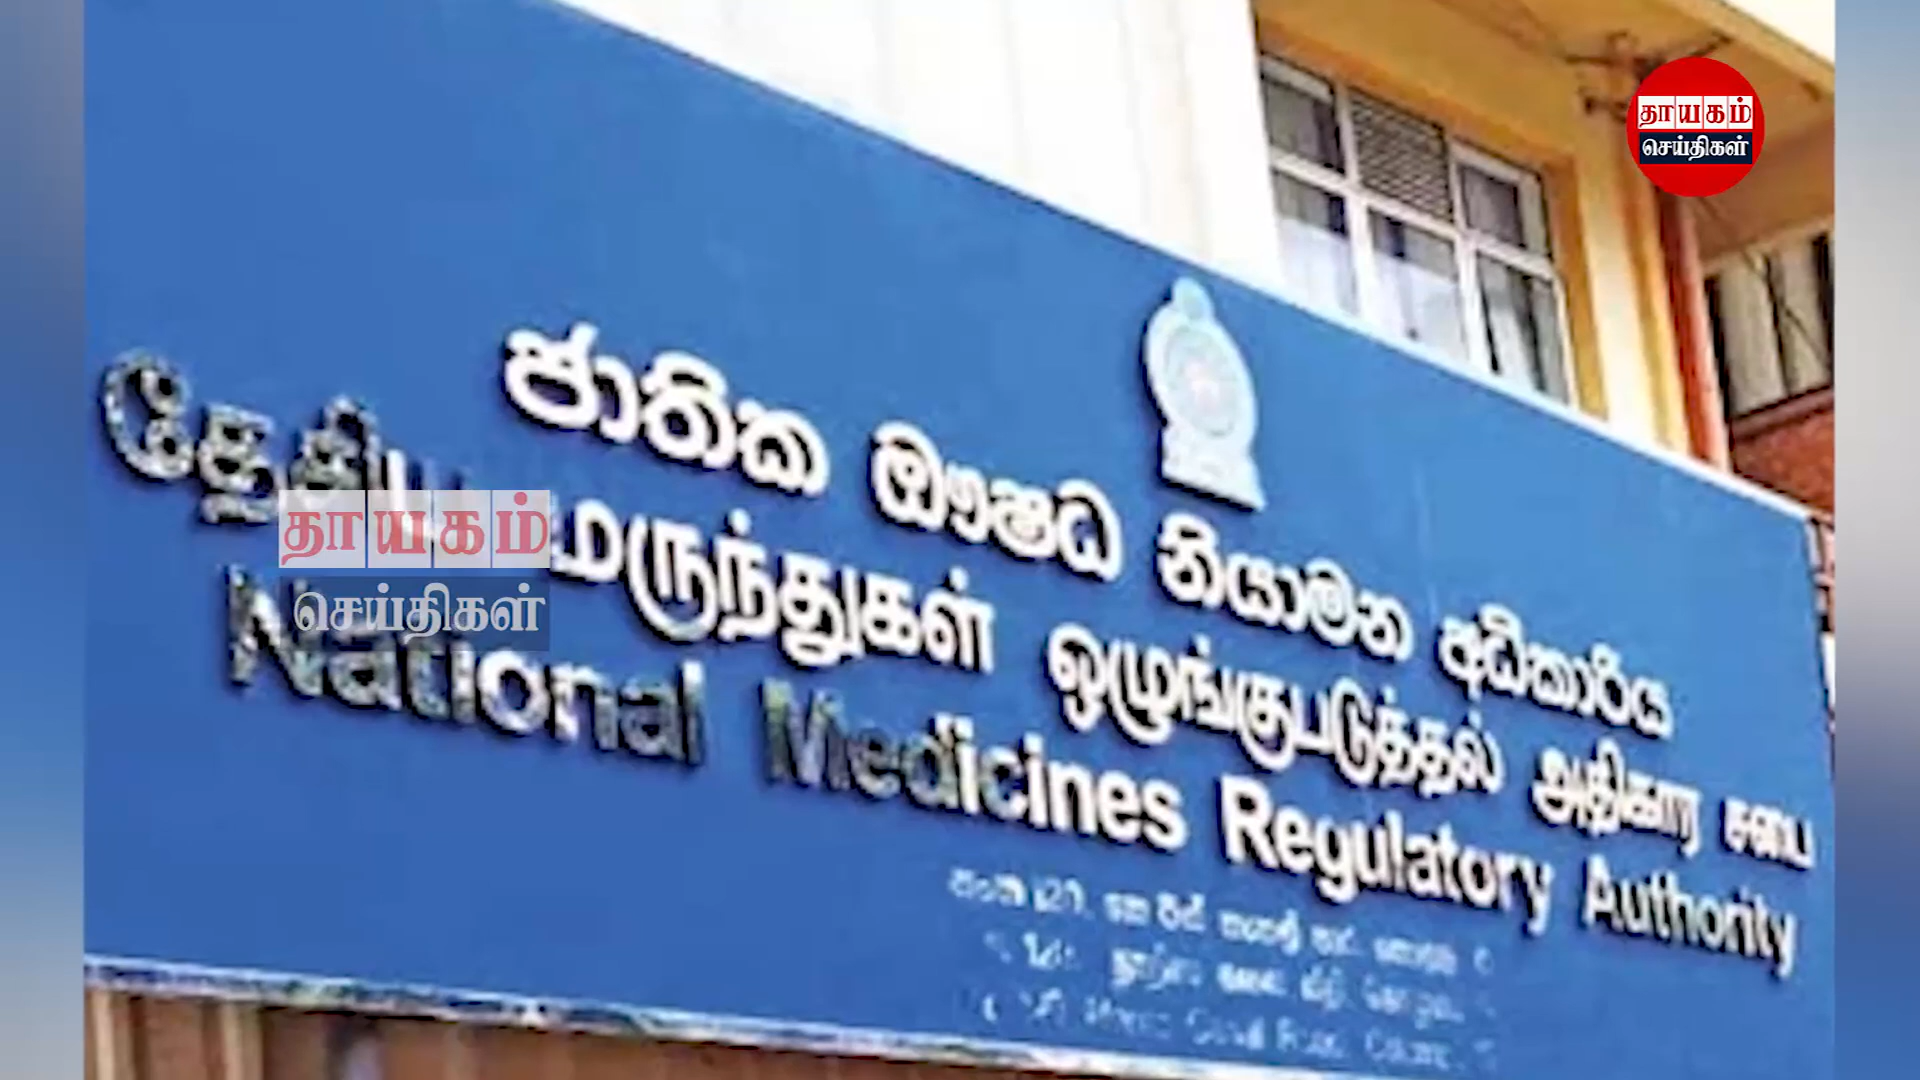 தாயகம்
செய்திகள்
ජාතික ඖෂධ නියාමන අධිකාරිය
தேசிய மருந்துகள் ஒழுங்குபடுத்தல் அதிகார சபை
தாயகம்
செய்திகள்
National Medicines Regulatory Authority